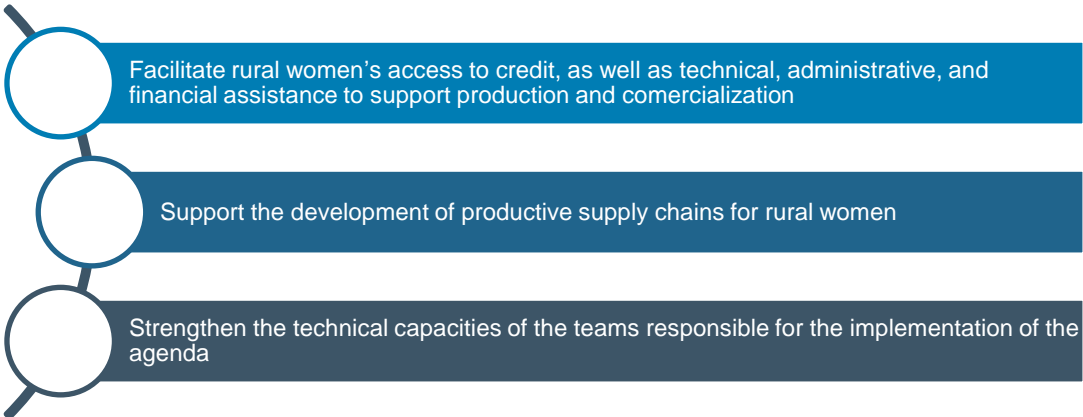 Facilitate rural women’s access to credit, as well as technical, administrative, and
financial assistance to support production and comercialization
Support the development of productive supply chains for rural women
Strengthen the technical capacities of the teams responsible for the implementation of the
agenda